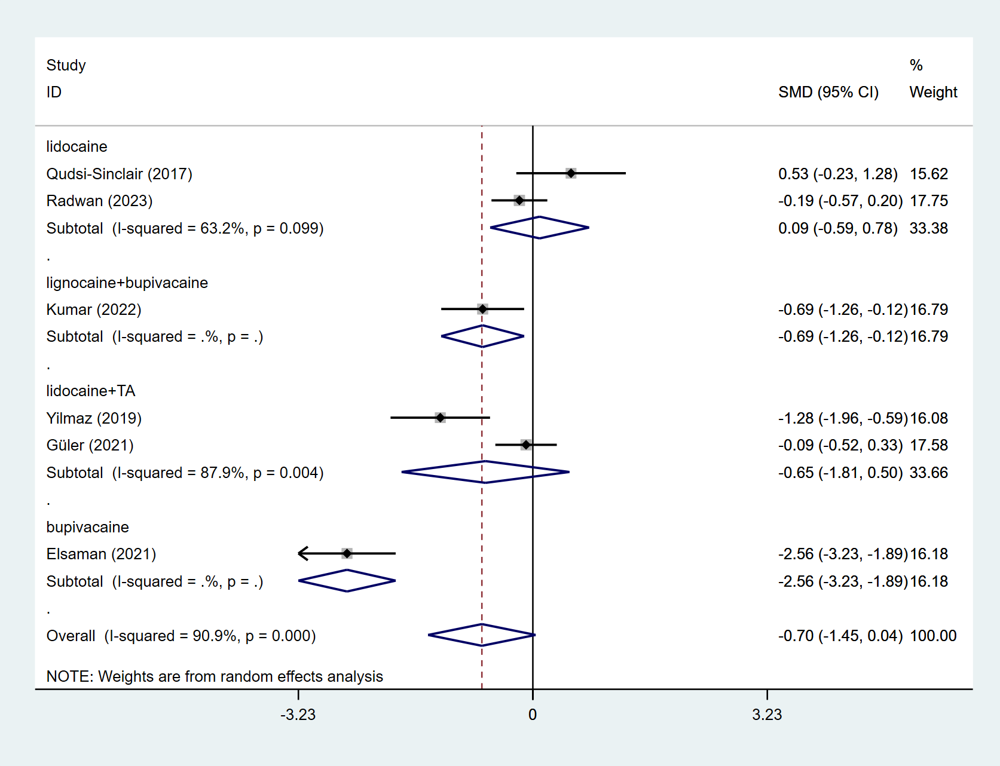 Study %
ID SMD (95% CI) Weight
lidocaine
Qudsi-Sinclair (2017) 0.53 (-0.23, 1.28) 15.62
Radwan (2023) -0.19 (-0.57, 0.20) 17.75
Subtotal (I-squared = 63.2%, p = 0.099) 0.09 (-0.59, 0.78) 33.38
.
lignocaine+bupivacaine
Kumar (2022) -0.69 (-1.26, -0.12) 16.79
Subtotal (I-squared = .%, p = .) -0.69 (-1.26, -0.12) 16.79
.
lidocaine+TA
Yilmaz (2019) -1.28 (-1.96, -0.59) 16.08
Güler (2021) -0.09 (-0.52, 0.33) 17.58
Subtotal (I-squared = 87.9%, p = 0.004) -0.65 (-1.81, 0.50) 33.66
.
bupivacaine
Elsaman (2021) -2.56 (-3.23, -1.89) 16.18
Subtotal (I-squared = .%, p = .) -2.56 (-3.23, -1.89) 16.18
.
Overall (I-squared = 90.9%, p = 0.000) -0.70 (-1.45, 0.04) 100.00
NOTE: Weights are from random effects analysis
-3.23 0 3.23